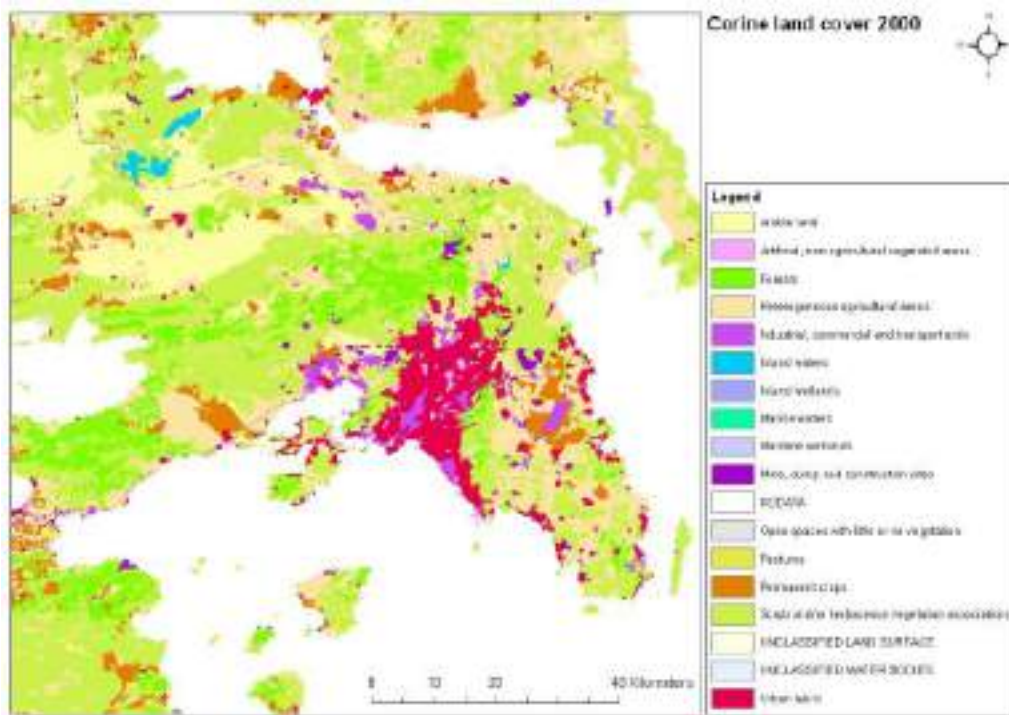 Corine land cover 2000
Legend
Arable land
Artificial, non-agricultural vegetated areas
Forests
Heterogeneous agricultural areas
Industrial, commercial and transport units
Inland waters
Inland wetlands
Marine waters
Maritime wetlands
Mine, dump and construction sites
NODATA
Open spaces with little or no vegetation
Pastures
Permanent crops
Scrub and/or herbaceous vegetation associations
UNCLASSIFIED LAND SURFACE
UNCLASSIFIED WATER BODIES
Urban fabric
0 10 20 40 Kilometers